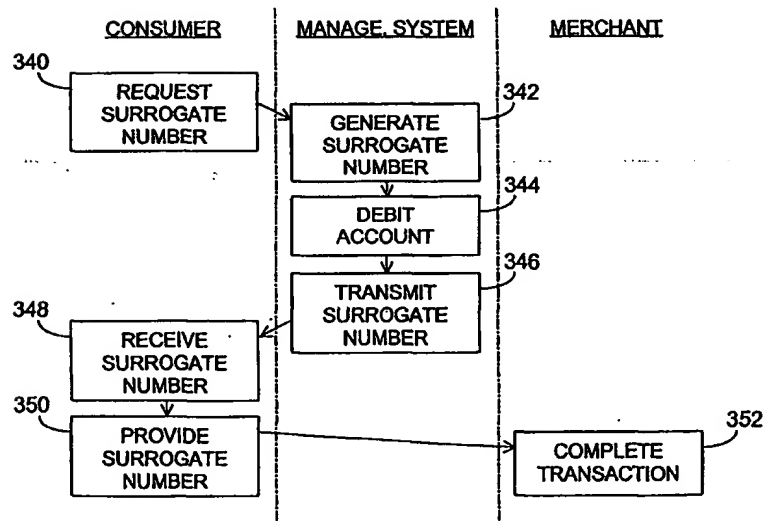 CONSUMER
MANAGE. SYSTEM
MERCHANT
340
REQUEST
SURROGATE
NUMBER
342
GENERATE
SURROGATE
NUMBER
344
DEBIT
ACCOUNT
346
TRANSMIT
SURROGATE
NUMBER
348
RECEIVE
SURROGATE
NUMBER
350
PROVIDE
SURROGATE
NUMBER
352
COMPLETE
TRANSACTION